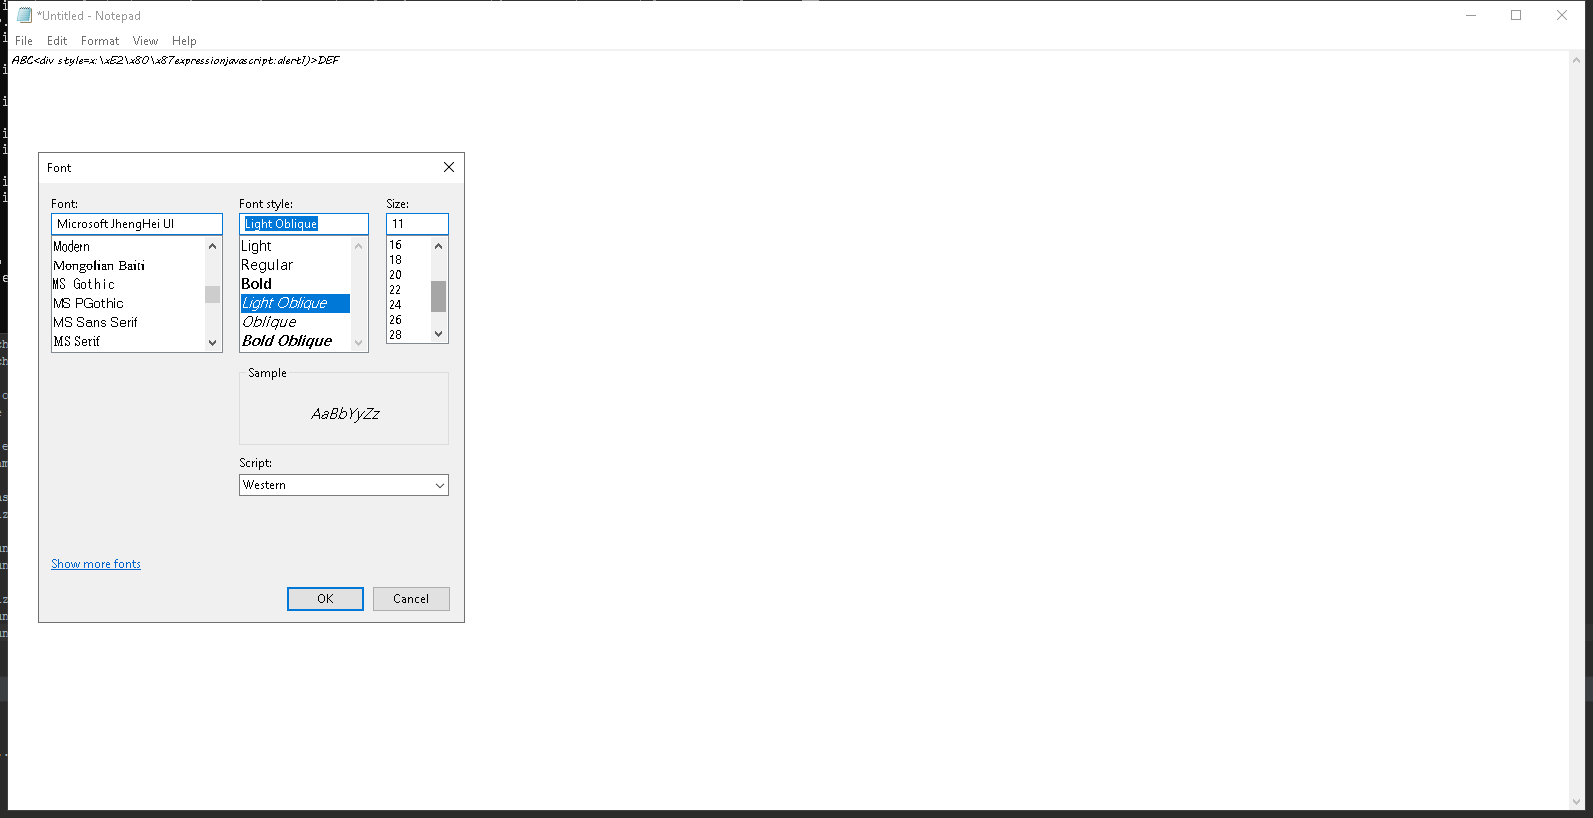 *Untitled - Notepad
File Edit Format View Help
ABC<div style=x:\xE2\x80\x87expressionjavascript:alert1)>DEF
Font
Font:
Microsoft JhengHei UI
Modern
Mongolian Baiti
MS Gothic
MS PGothic
MS Sans Serif
MS Serif
Font style:
Light Oblique
Light
Regular
Bold
Light Oblique
Oblique
Bold Oblique
Size:
11
16
18
20
22
24
26
28
Sample
AaBbYyZz
Script:
Western
Show more fonts
OK Cancel